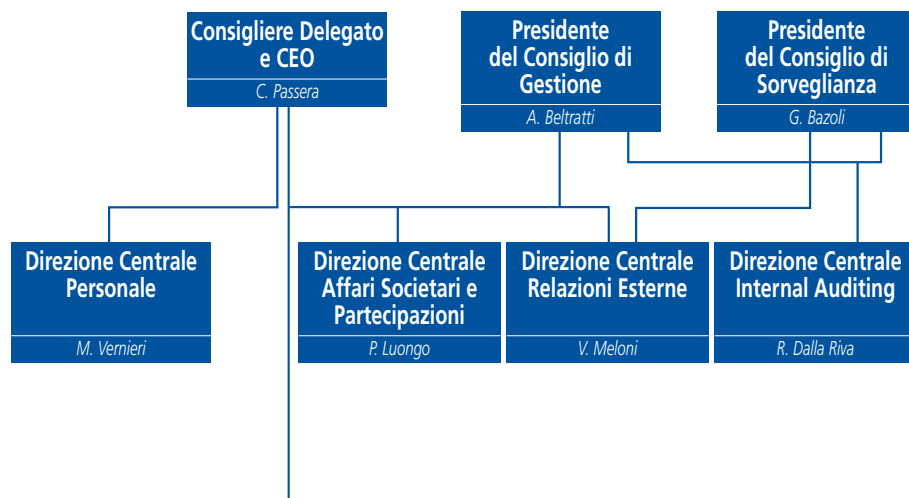 Consigliere Delegato
e CEO
C. Passera
Presidente
del Consiglio di
Gestione
A. Beltratti
Presidente
del Consiglio di
Sorveglianza
G. Bazoli
Direzione Centrale
Personale
M. Vernieri
Direzione Centrale
Affari Societari e
Partecipazioni
P. Luongo
Direzione Centrale
Relazioni Esterne
V. Meloni
Direzione Centrale
Internal Auditing
R. Dalla Riva